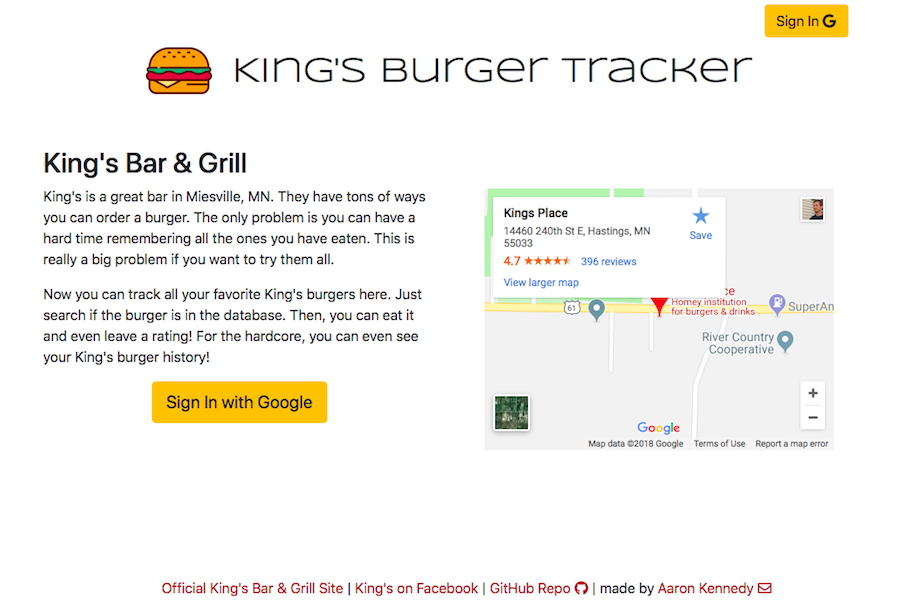 Sign In G
King's Burger Tracker
King's Bar & Grill
King's is a great bar in Miesville, MN. They have tons of ways
you can order a burger. The only problem is you can have a
hard time remembering all the ones you have eaten. This is
really a big problem if you want to try them all.
Now you can track all your favorite King's burgers here. Just
search if the burger is in the database. Then, you can eat it
and even leave a rating! For the hardcore, you can even see
your King's burger history!
Sign In with Google
Kings Place
14460 240th St E, Hastings, MN
55033
4.7 396 reviews
View larger map
Save
ce
Homey institution
for burgers & drinks
61
SuperAn
River Country
Cooperative
+
−
Google
Map data ©2018 Google Terms of Use Report a map error
Official King's Bar & Grill Site | King's on Facebook | GitHub Repo | made by Aaron Kennedy